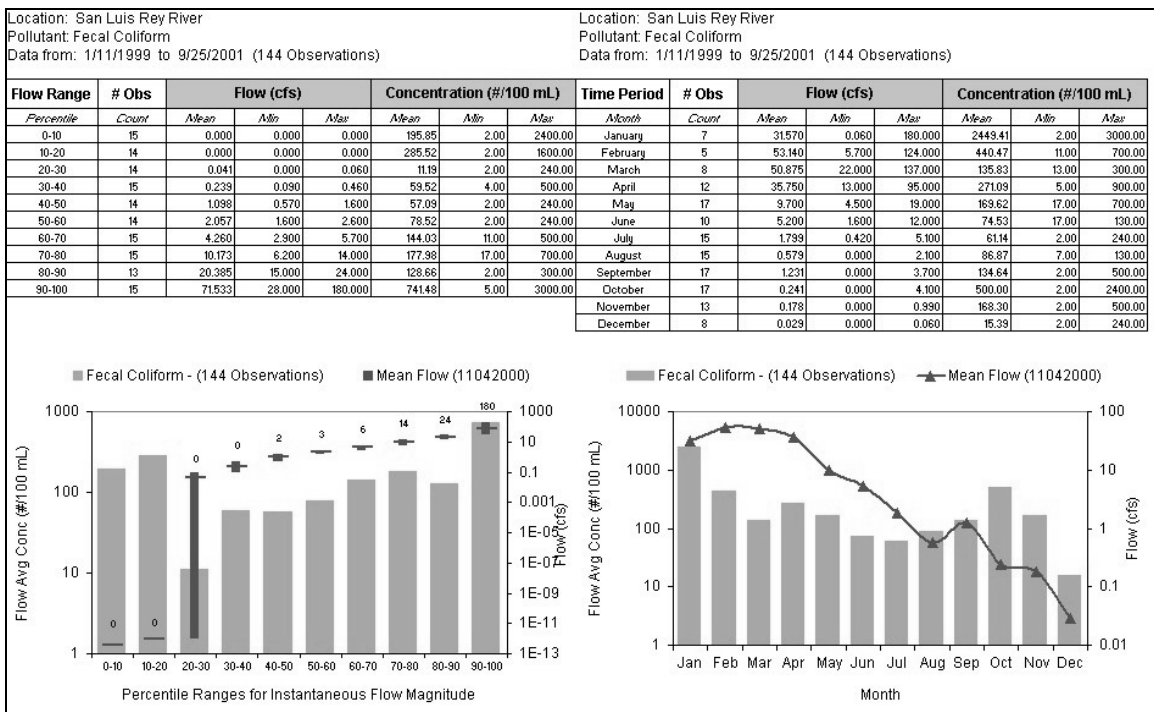 Location: San Luis Rey River
Pollutant: Fecal Coliform
Data from: 1/11/1999 to 9/25/2001 (144 Observations)
Flow Range # Obs Flow (cfs) Concentration (#/100 mL)
Percentile Count Mean Min Max Mean Min Max
0-10 15 0.000 0.000 0.000 195.85 2.00 2400.00
10-20 14 0.000 0.000 0.000 285.52 2.00 1600.00
20-30 14 0.041 0.000 0.060 11.19 2.00 240.00
30-40 15 0.239 0.090 0.460 59.52 4.00 500.00
40-50 14 1.098 0.570 1.600 57.09 2.00 240.00
50-60 14 2.057 1.600 2.600 78.52 2.00 240.00
60-70 15 4.260 2.900 5.700 144.03 11.00 500.00
70-80 15 10.173 6.200 14.000 177.98 17.00 700.00
80-90 13 20.385 15.000 24.000 128.66 2.00 300.00
90-100 15 71.533 28.000 180.000 741.48 5.00 3000.00
Location: San Luis Rey River
Pollutant: Fecal Coliform
Data from: 1/11/1999 to 9/25/2001 (144 Observations)
Time Period # Obs Flow (cfs) Concentration (#/100 mL)
Month Count Mean Min Max Mean Min Max
January 7 31.570 0.060 180.000 2449.41 2.00 3000.00
February 5 53.140 5.700 124.000 440.47 11.00 700.00
March 8 50.875 22.000 137.000 135.83 13.00 300.00
April 12 35.750 13.000 95.000 271.09 5.00 900.00
May 17 9.700 4.500 19.000 169.62 17.00 700.00
June 10 5.200 1.600 12.000 74.53 17.00 130.00
July 15 1.799 0.420 5.100 61.14 2.00 240.00
August 15 0.579 0.000 2.100 86.87 7.00 130.00
September 17 1.231 0.000 3.700 134.64 2.00 500.00
October 17 0.241 0.000 4.100 500.00 2.00 2400.00
November 13 0.178 0.000 0.990 168.30 2.00 500.00
December 8 0.029 0.000 0.060 15.39 2.00 240.00
Fecal Coliform - (144 Observations) Mean Flow (11042000)
Flow Avg Conc (#/100 mL)
1000
100
10
1
0 0 0 0 2 3 6 14 24 180
1000
10
0.1
0.001
1E-05
1E-07
1E-09
1E-11
1E-13
Flow (cfs)
0-10 10-20 20-30 30-40 40-50 50-60 60-70 70-80 80-90 90-100
Percentile Ranges for Instantaneous Flow Magnitude
Fecal Coliform - (144 Observations) Mean Flow (11042000)
Flow Avg Conc (#/100 mL)
10000
1000
100
10
1
100
10
1
0.1
0.01
Flow (cfs)
Jan Feb Mar Apr May Jun Jul Aug Sep Oct Nov Dec
Month